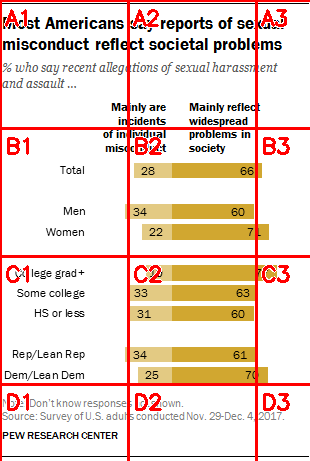 Most Americans say reports of sexual
misconduct reflect societal problems
% who say recent allegations of sexual harassment
and assault ...
Mainly are incidents of individual misconduct
Mainly reflect widespread problems in society
Total 28 66
Men 34 60
Women 22 71
College grad+
Some college 33 63
HS or less 31 60
Rep/Lean Rep 34 61
Dem/Lean Dem 25 70
Note: Don't know responses not shown.
Source: Survey of U.S. adults conducted Nov. 29-Dec. 4, 2017.
PEW RESEARCH CENTER
A1 A2 A3
B1 B2 B3
C1 C2 C3
D1 D2 D3